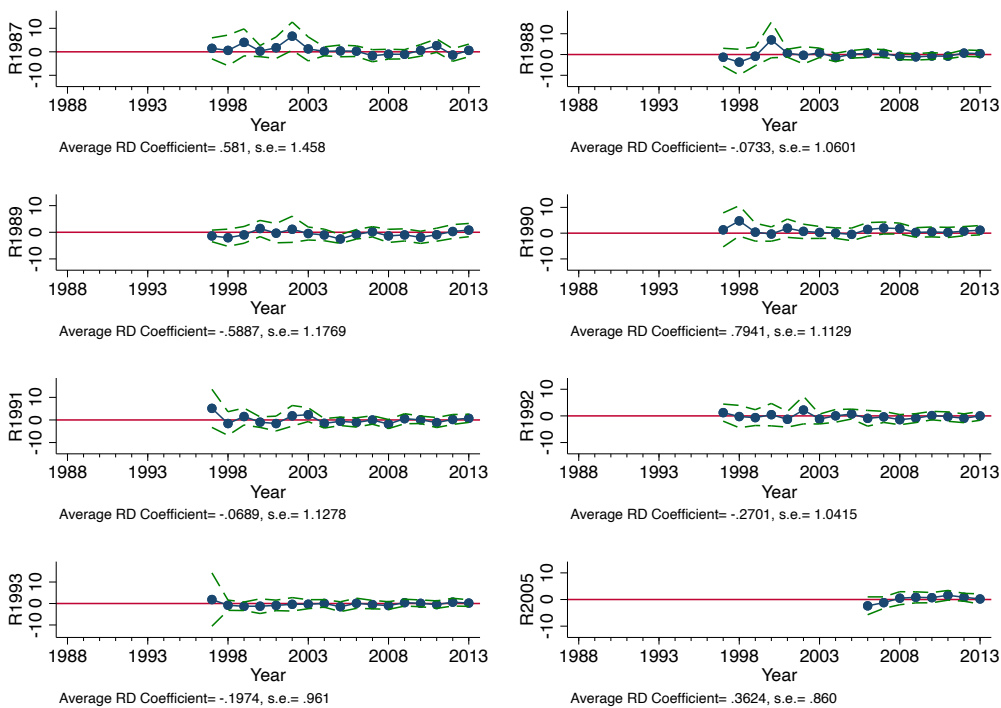 R1987
-10 0 10
1988 1993 1998 2003 2008 2013
Year
Average RD Coefficient= .581, s.e.= 1.458
R1988
-10 0 10
1988 1993 1998 2003 2008 2013
Year
Average RD Coefficient= -.0733, s.e.= 1.0601
R1989
-10 0 10
1988 1993 1998 2003 2008 2013
Year
Average RD Coefficient= -.5887, s.e.= 1.1769
R1990
-10 0 10
1988 1993 1998 2003 2008 2013
Year
Average RD Coefficient= .7941, s.e.= 1.1129
R1991
-10 0 10
1988 1993 1998 2003 2008 2013
Year
Average RD Coefficient= -.0689, s.e.= 1.1278
R1992
-10 0 10
1988 1993 1998 2003 2008 2013
Year
Average RD Coefficient= -.2701, s.e.= 1.0415
R1993
-10 0 10
1988 1993 1998 2003 2008 2013
Year
Average RD Coefficient= -.1974, s.e.= .961
R2005
-10 0 10
1988 1993 1998 2003 2008 2013
Year
Average RD Coefficient= .3624, s.e.= .860